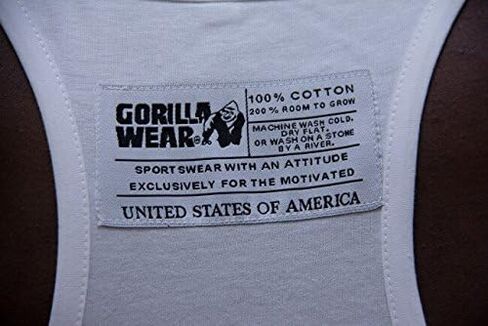 GORILLA
WEAR®
100% COTTON
200% ROOM TO GROW
MACHINE WASH COLD.
DRY FLAT.
OR WASH ON A STONE
BY A RIVER.
SPORTSWEAR WITH AN ATTITUDE
EXCLUSIVELY FOR THE MOTIVATED
UNITED STATES OF AMERICA